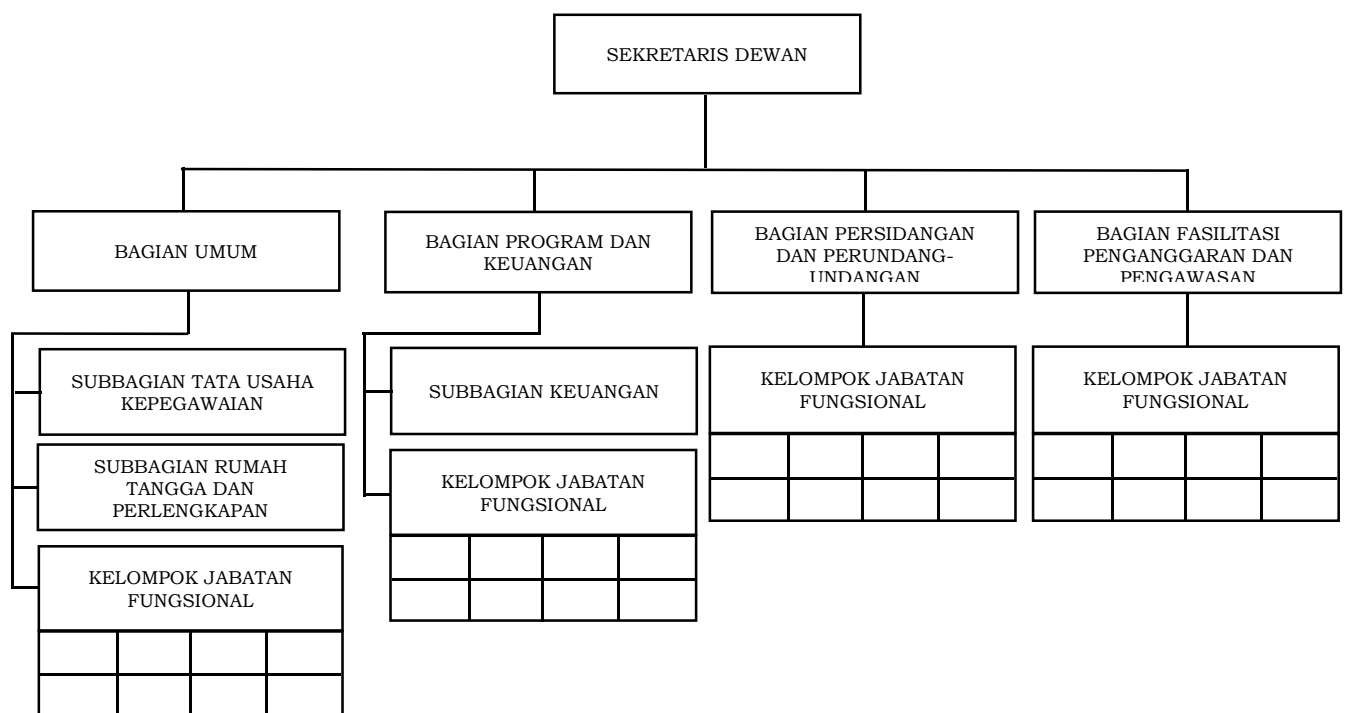 SEKRETARIS DEWAN
BAGIAN UMUM
BAGIAN PROGRAM DAN
KEUANGAN
BAGIAN PERSIDANGAN
DAN PERUNDANG-
UNDANGAN
BAGIAN FASILITASI
PENGANGGARAN DAN
PENGAWASAN
SUBBAGIAN TATA USAHA
KEPEGAWAIAN
SUBBAGIAN RUMAH
TANGGA DAN
PERLENGKAPAN
KELOMPOK JABATAN
FUNGSIONAL
SUBBAGIAN KEUANGAN
KELOMPOK JABATAN
FUNGSIONAL
KELOMPOK JABATAN
FUNGSIONAL
KELOMPOK JABATAN
FUNGSIONAL